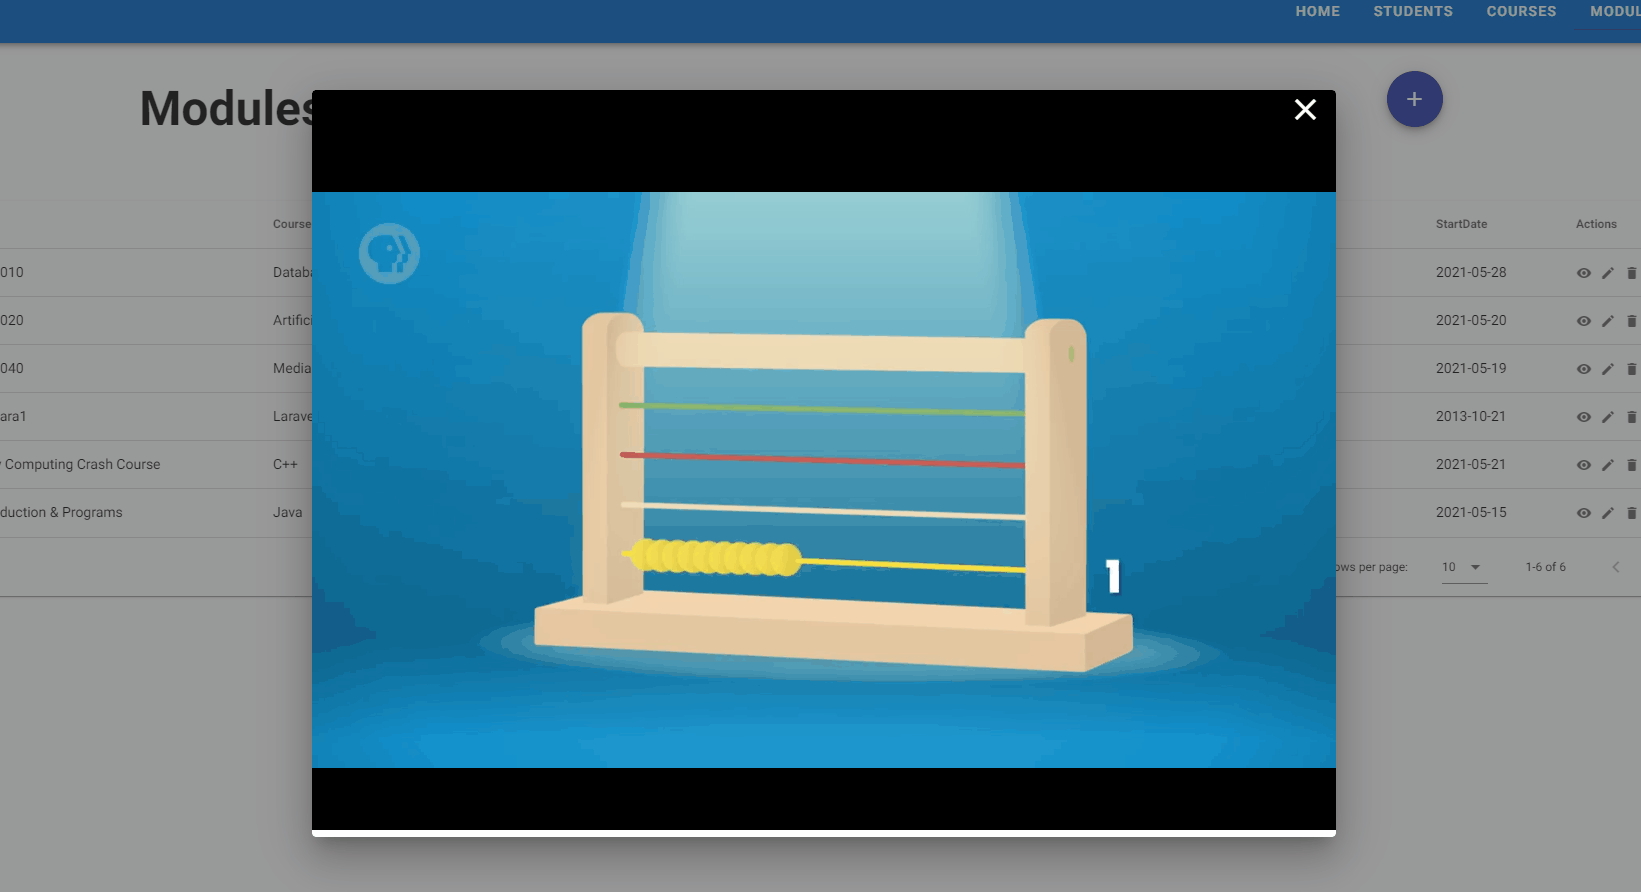 HOME STUDENTS COURSES MODUL
Modules
Course StartDate Actions
010 Databa 2021-05-28
020 Artifici 2021-05-20
040 Media 2021-05-19
ara1 Larave 2013-10-21
Computing Crash Course C++ 2021-05-21
duction & Programs Java 2021-05-15
ows per page: 10 1-6 of 6
1